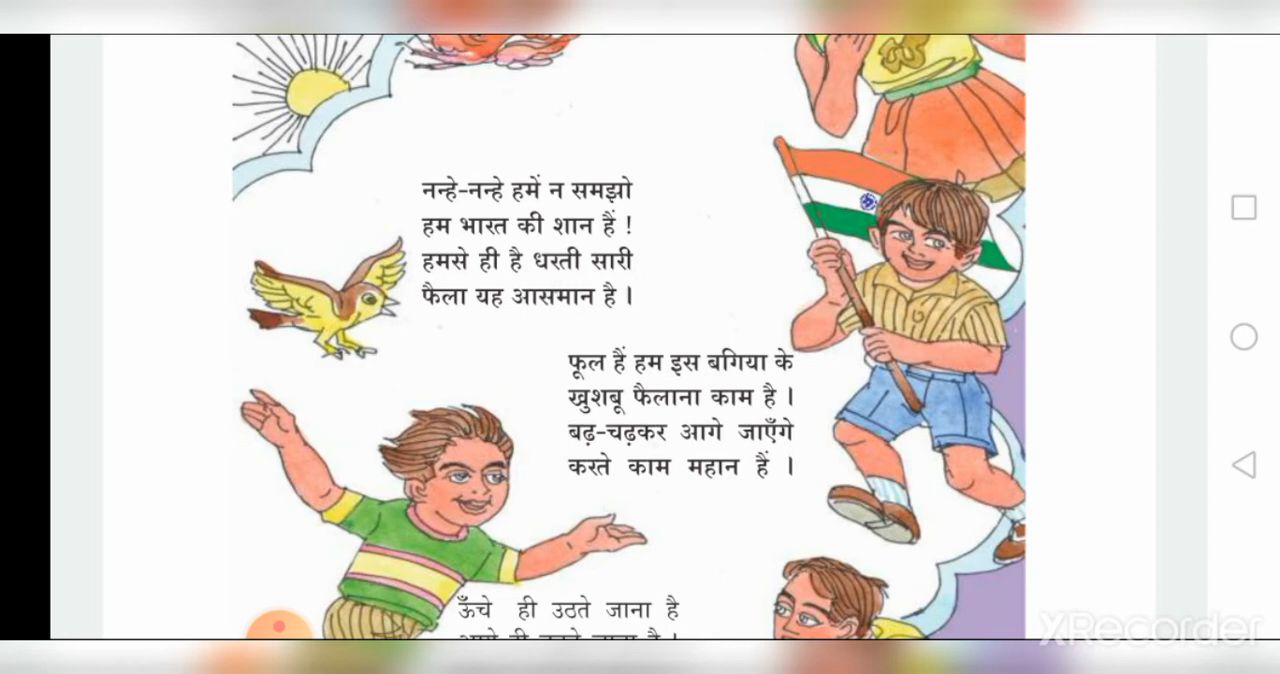 नन्हे-नन्हे हमें न समझो
हम भारत की शान हैं !
हमसे ही है धरती सारी
फैला यह आसमान है ।
फूल हैं हम इस बगिया के
खुशबू फैलाना काम है ।
बढ़-चढ़कर आगे जाएँगे
करते काम महान हैं ।
ऊँचे ही उठते जाना है
XRecorder